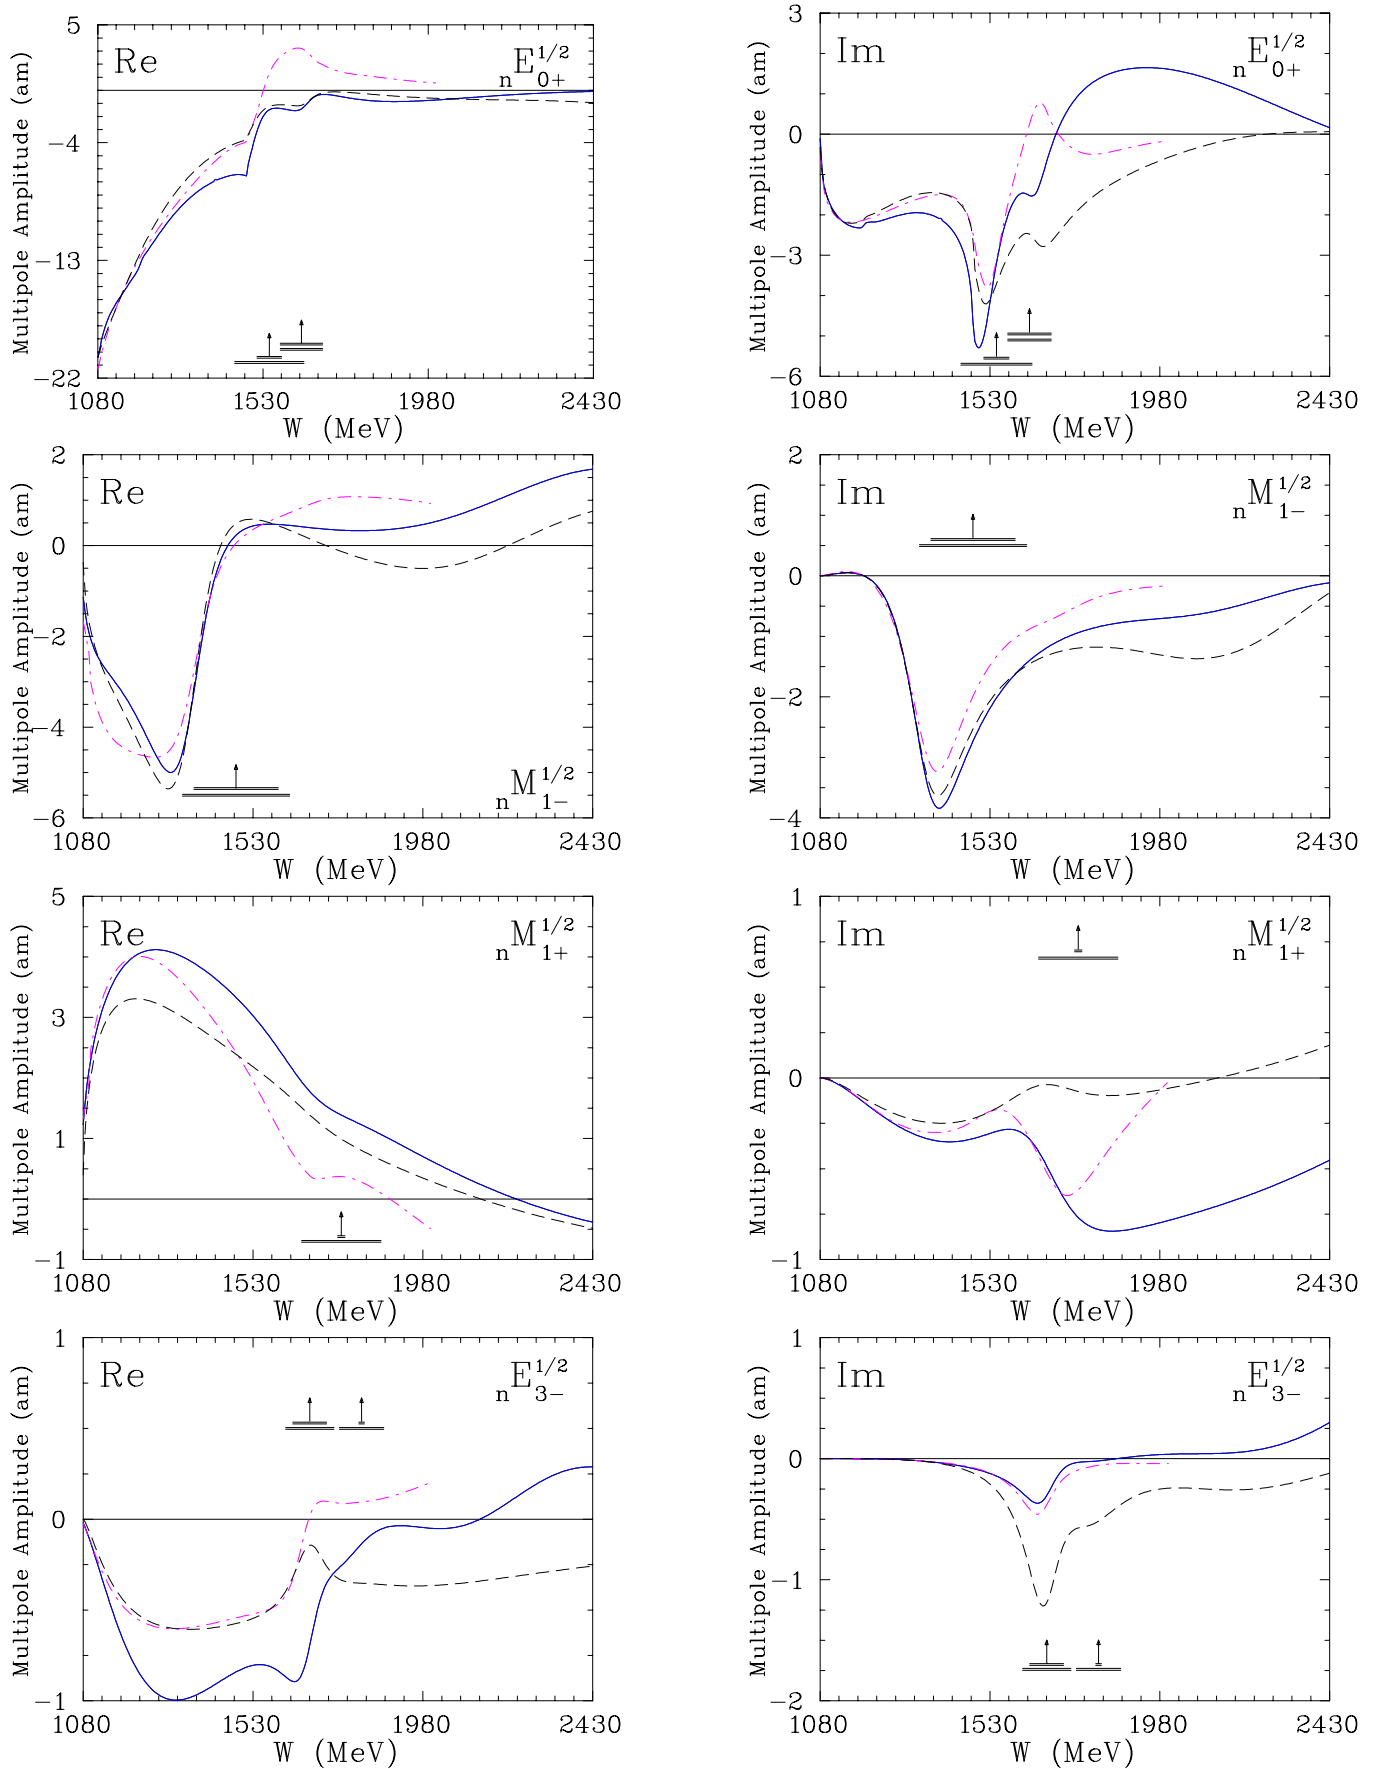 Re
nE0+1/2
Multipole Amplitude (am)
5
−4
−13
−22
1080 1530 1980 2430
W (MeV)
Im
nE0+1/2
Multipole Amplitude (am)
3
0
−3
−6
1080 1530 1980 2430
W (MeV)
Re
nM1−1/2
Multipole Amplitude (am)
2
0
−2
−4
−6
1080 1530 1980 2430
W (MeV)
Im
nM1−1/2
Multipole Amplitude (am)
2
0
−2
−4
1080 1530 1980 2430
W (MeV)
Re
nM1+1/2
Multipole Amplitude (am)
5
3
1
−1
1080 1530 1980 2430
W (MeV)
Im
nM1+1/2
Multipole Amplitude (am)
1
0
−1
1080 1530 1980 2430
W (MeV)
Re
nE3−1/2
Multipole Amplitude (am)
1
0
−1
1080 1530 1980 2430
W (MeV)
Im
nE3−1/2
Multipole Amplitude (am)
1
0
−1
−2
1080 1530 1980 2430
W (MeV)